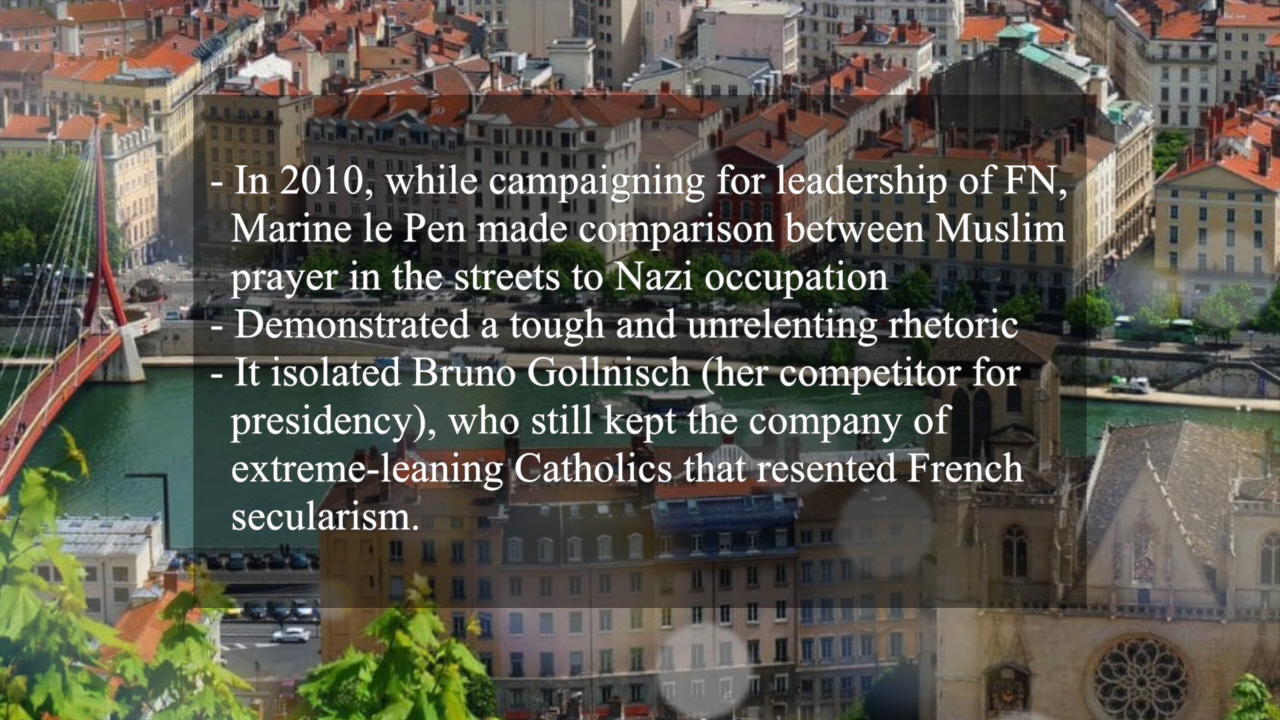 - In 2010, while campaigning for leadership of FN,
Marine le Pen made comparison between Muslim
prayer in the streets to Nazi occupation
- Demonstrated a tough and unrelenting rhetoric
- It isolated Bruno Gollnisch (her competitor for
presidency), who still kept the company of
extreme-leaning Catholics that resented French
secularism.